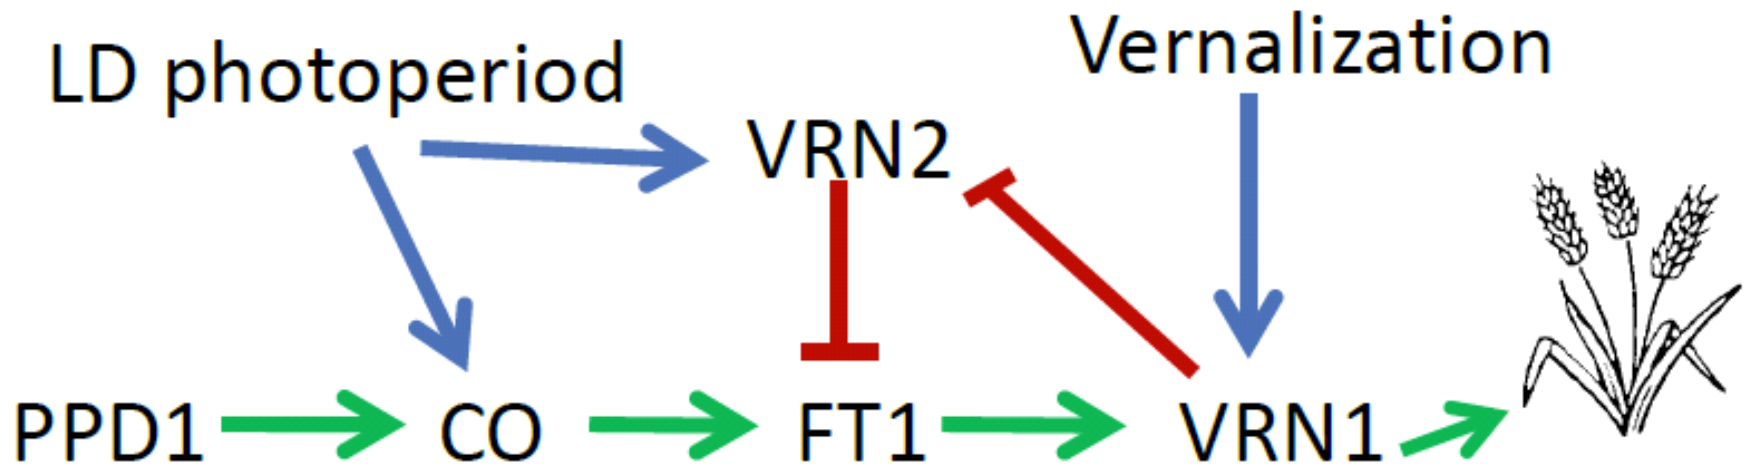 LD photoperiod
Vernalization
VRN2
PPD1
CO
FT1
VRN1